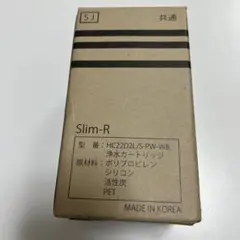 SJ
共通
Slim-R
型 番：HC2202L/S-PW-WB,
浄水カートリッジ
原材料：ポリプロピレン
シリコン
活性炭
PET
MADE IN KOREA